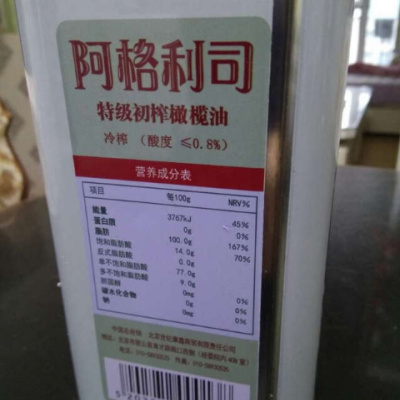 阿格利司
特级初榨橄榄油
冷榨 （酸度 ≤0.8%）
营养成分表
项目 每100g NRV%
能量 3767kJ 45%
蛋白质 0g 0%
脂肪 100.0g 167%
饱和脂肪酸 14.0g 70%
反式脂肪酸 0.0g
单不饱和脂肪酸 77.0g
多不饱和脂肪酸 9.0g
胆固醇 0mg 0%
碳水化合物 0g 0%
钠 0mg 0%